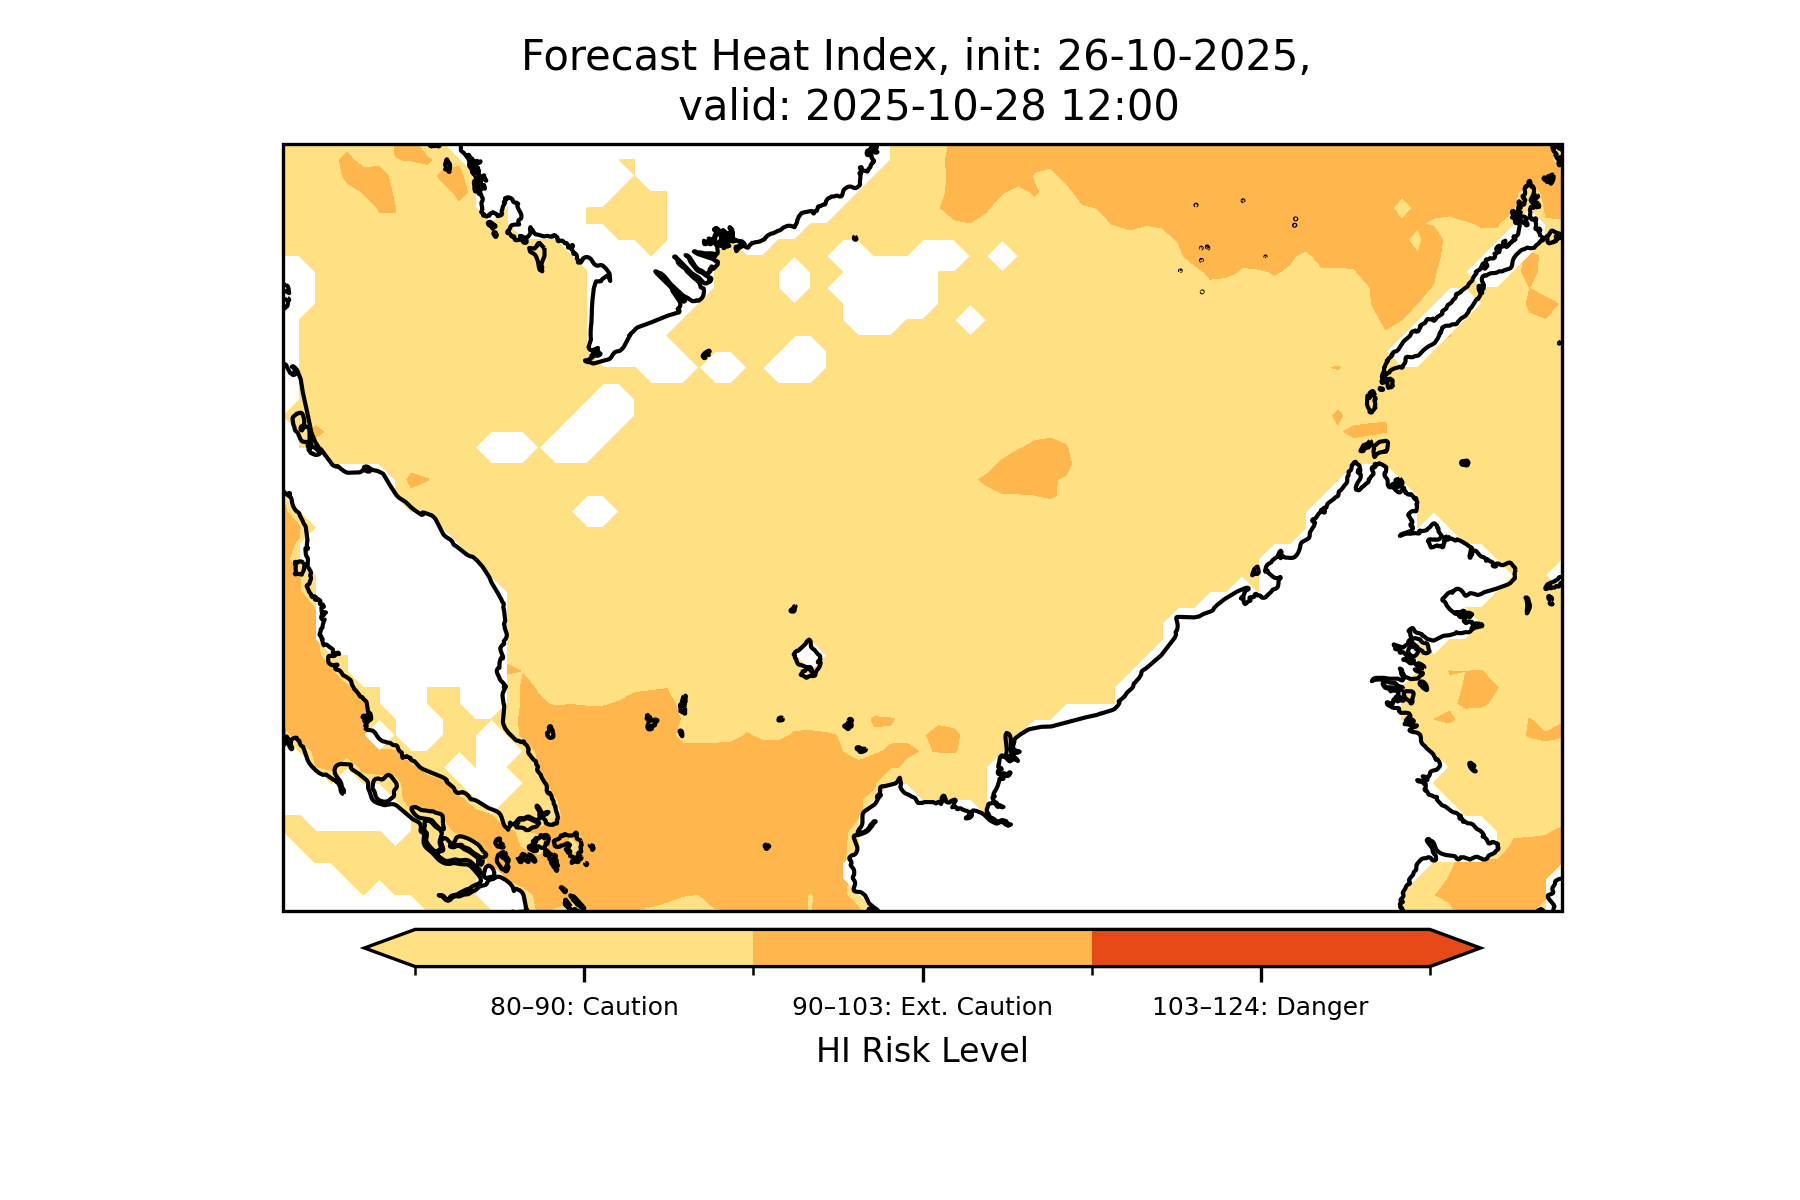 Forecast Heat Index, init: 26-10-2025,
valid: 2025-10-28 12:00
80–90: Caution
90–103: Ext. Caution
103–124: Danger
HI Risk Level